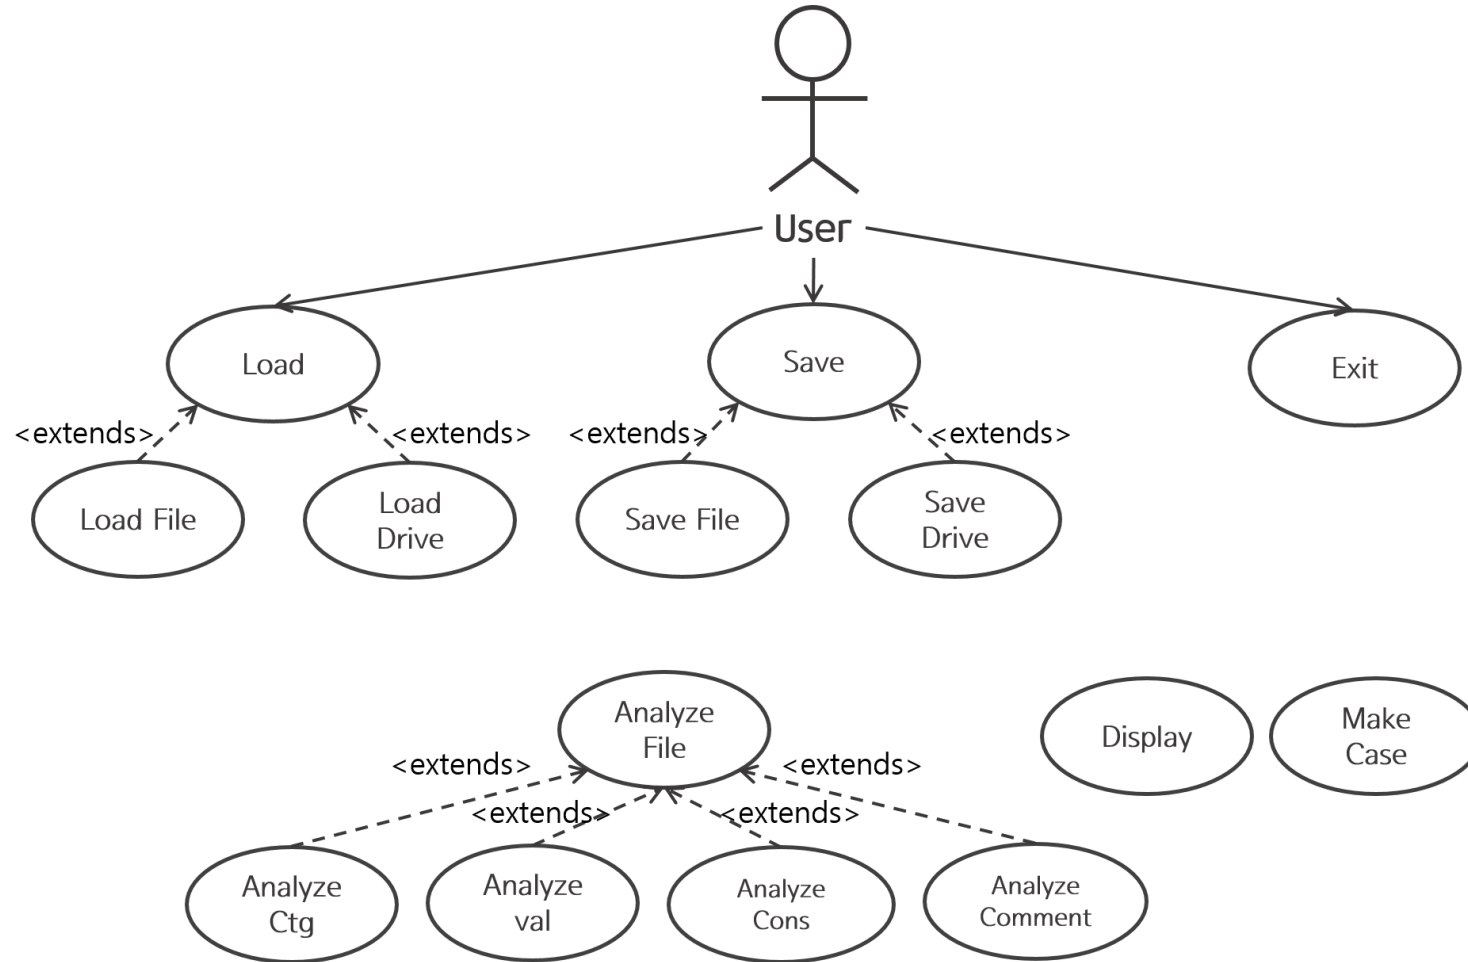 User
Load
Save
Exit
<extends>
<extends>
<extends>
<extends>
Load File
Load
Drive
Save File
Save
Drive
Analyze
File
Display
Make
Case
<extends>
<extends>
<extends>
<extends>
Analyze
Ctg
Analyze
val
Analyze
Cons
Analyze
Comment